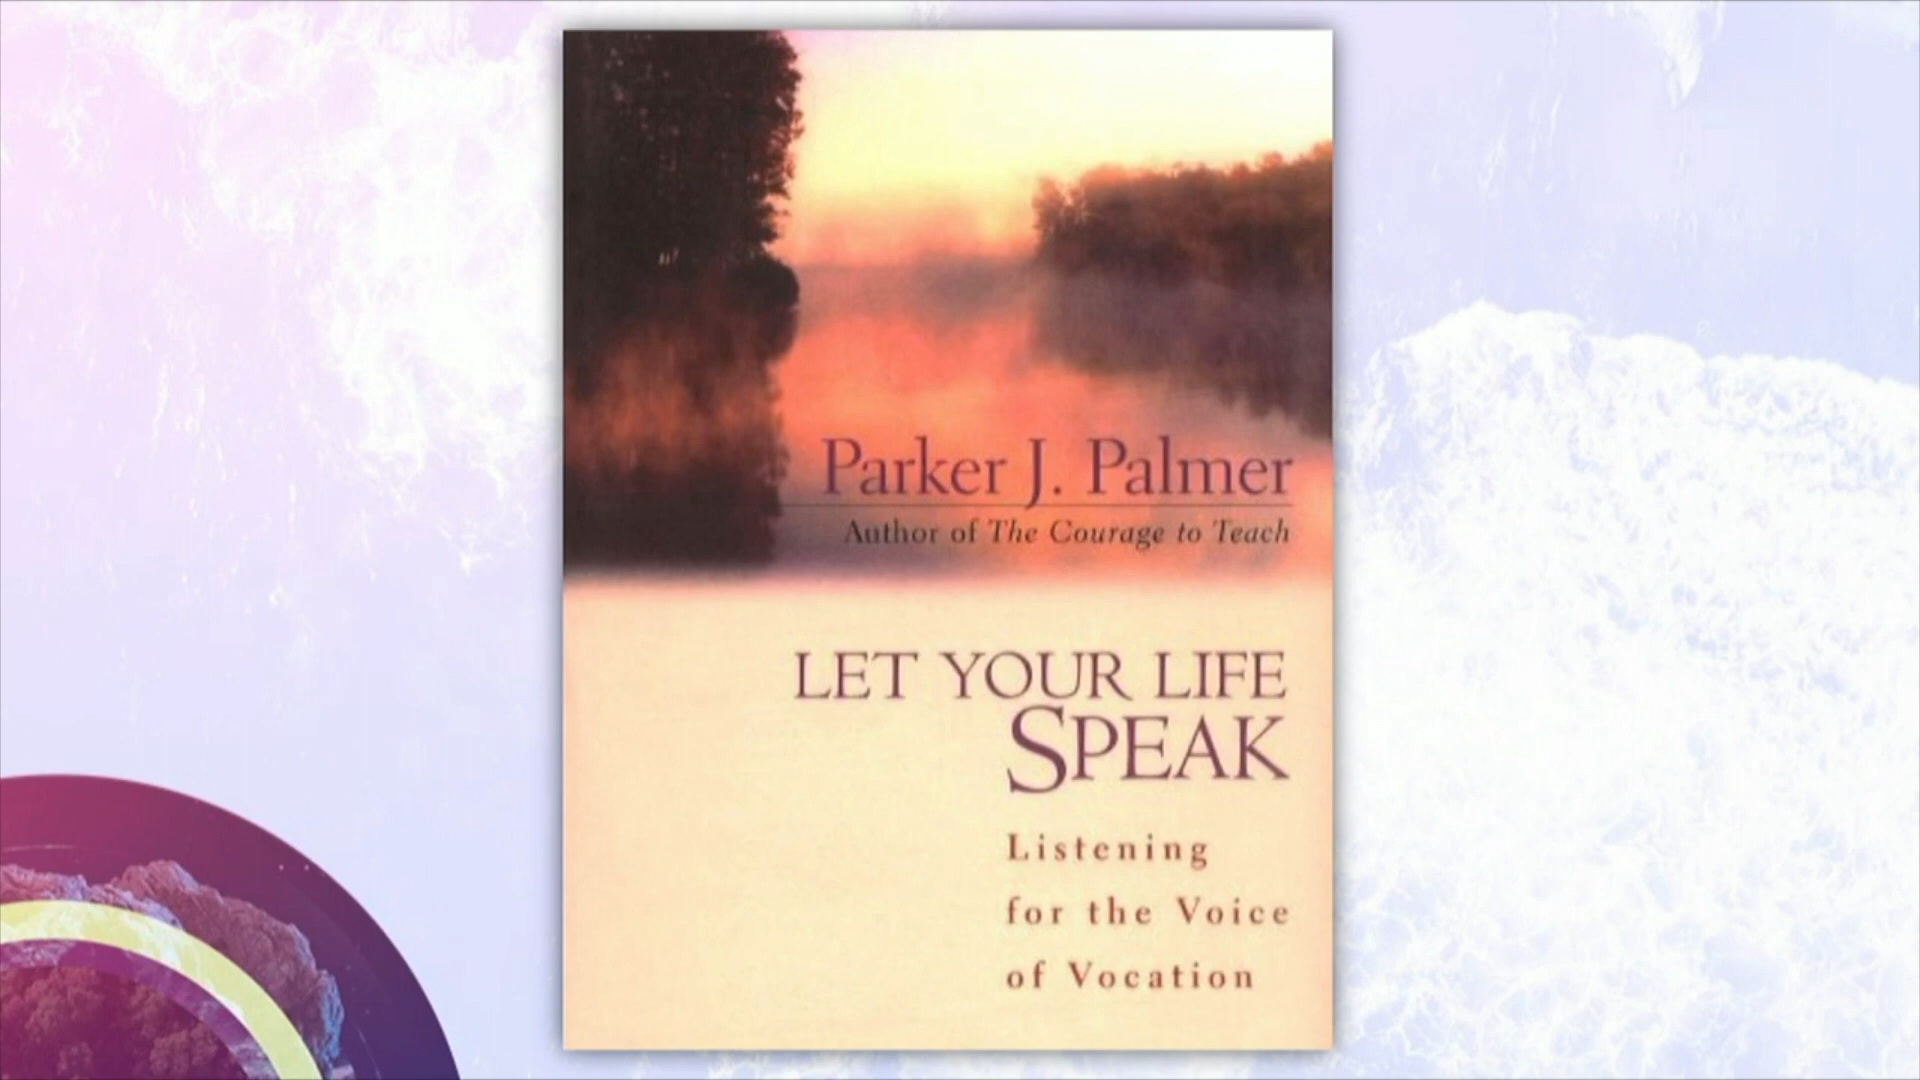 Parker J. Palmer
Author of The Courage to Teach
LET YOUR LIFE
SPEAK
Listening
for the Voice
of Vocation